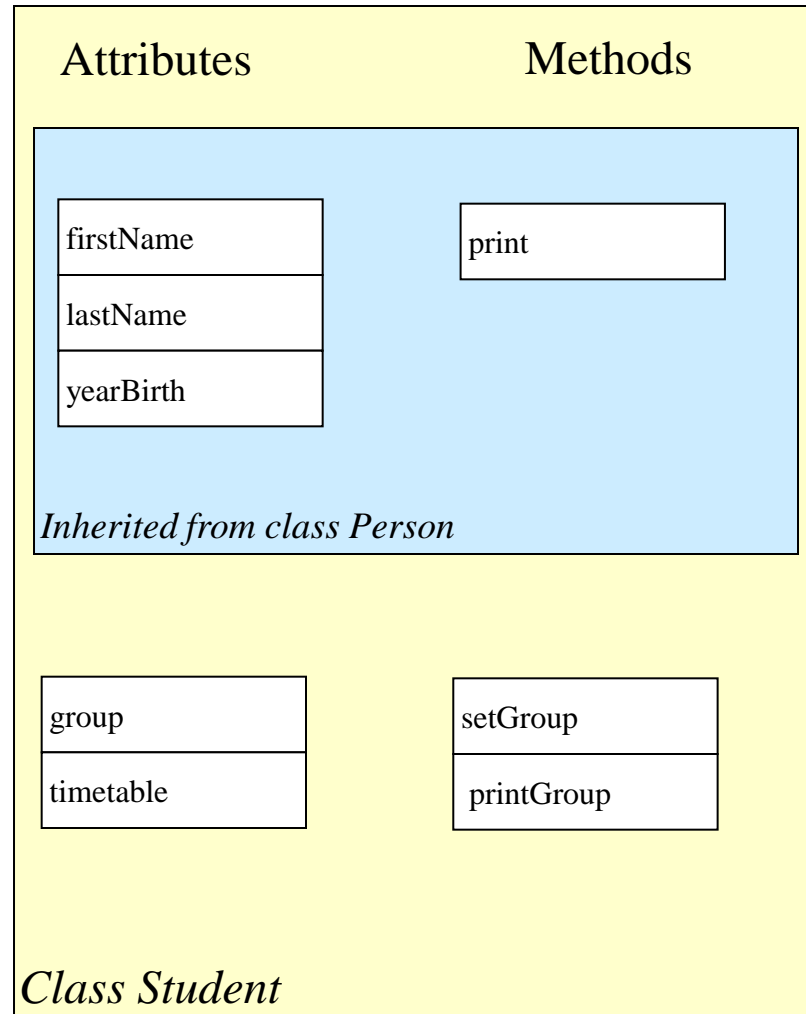 Attributes
Methods
firstName
lastName
yearBirth
print
Inherited from class Person
group
timetable
setGroup
printGroup
Class Student